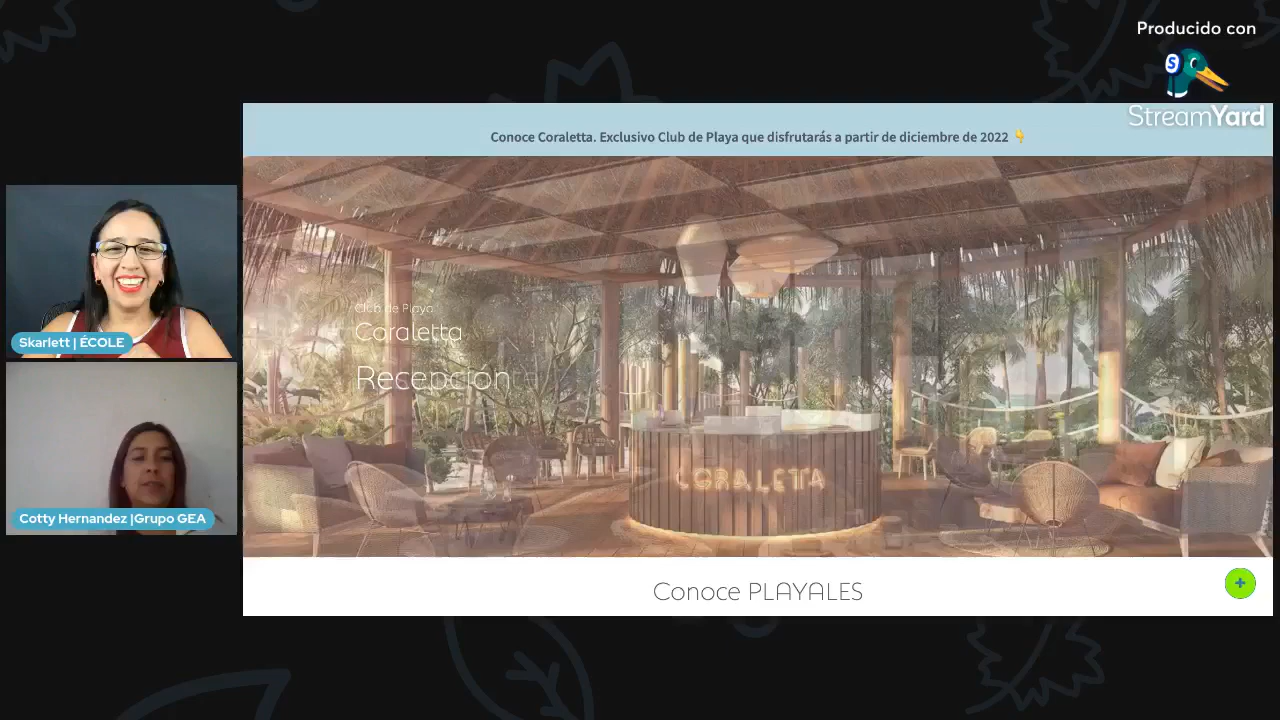 Producido con
StreamYard
Conoce Coraletta. Exclusivo Club de Playa que disfrutarás a partir de diciembre de 2022 👇
Club de Playa
Coraletta
Recepción
CORALETTA
Skarlett | ÉCOLE
Cotty Hernandez |Grupo GEA
Conoce PLAYALES